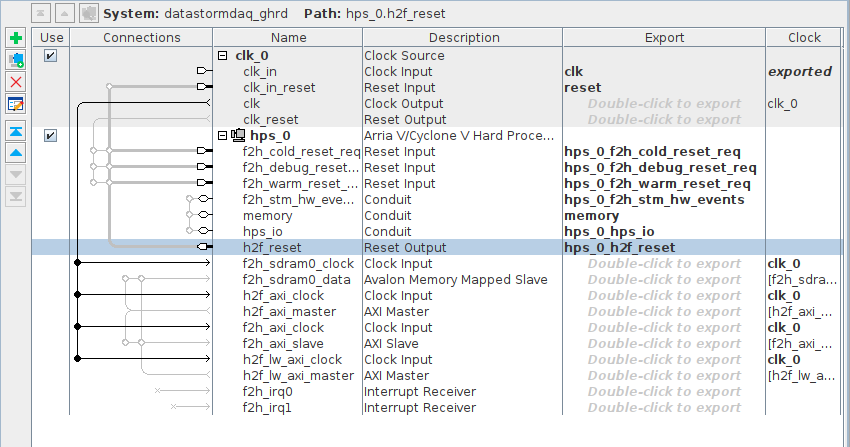 System: datastormdaq_ghrd Path: hps_0.h2f_reset
Use Connections Name Description Export Clock
clk_0 Clock Source
clk_in Clock Input clk exported
clk_in_reset Reset Input reset
clk Clock Output Double-click to export clk_0
clk_reset Reset Output Double-click to export
hps_0 Arria V/Cyclone V Hard Proce...
f2h_cold_reset_req Reset Input hps_0_f2h_cold_reset_req
f2h_debug_reset... Reset Input hps_0_f2h_debug_reset_req
f2h_warm_reset_... Reset Input hps_0_f2h_warm_reset_req
f2h_stm_hw_eve... Conduit hps_0_f2h_stm_hw_events
memory Conduit memory
hps_io Conduit hps_0_hps_io
h2f_reset Reset Output hps_0_h2f_reset
f2h_sdram0_clock Clock Input Double-click to export clk_0
f2h_sdram0_data Avalon Memory Mapped Slave Double-click to export [f2h_sdra...
h2f_axi_clock Clock Input Double-click to export clk_0
h2f_axi_master AXI Master Double-click to export [h2f_axi_...
f2h_axi_clock Clock Input Double-click to export clk_0
f2h_axi_slave AXI Slave Double-click to export [f2h_axi_...
h2f_lw_axi_clock Clock Input Double-click to export clk_0
h2f_lw_axi_master AXI Master Double-click to export [h2f_lw_a...
f2h_irq0 Interrupt Receiver Double-click to export
f2h_irq1 Interrupt Receiver Double-click to export